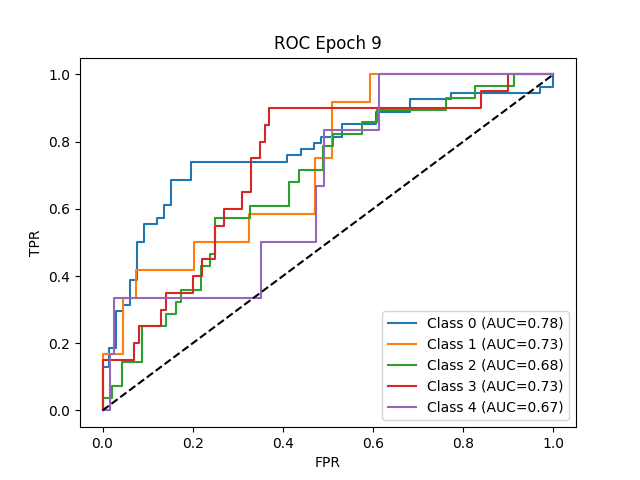 ROC Epoch 9
TPR
1.0
0.8
0.6
0.4
0.2
0.0
Class 0 (AUC=0.78)
Class 1 (AUC=0.73)
Class 2 (AUC=0.68)
Class 3 (AUC=0.73)
Class 4 (AUC=0.67)
0.0 0.2 0.4 0.6 0.8 1.0
FPR